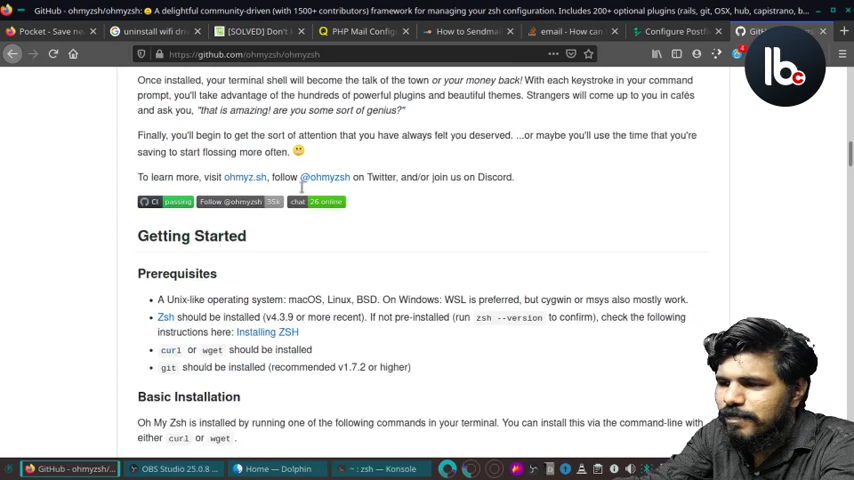 GitHub - ohmyzsh/ohmyzsh: 🙃 A delightful community-driven (with 1500+ contributors) framework for managing your zsh configuration. Includes 200+ optional plugins (rails, git, OSX, hub, capistrano, b
Pocket - Save ne
uninstall wifi dri
[SOLVED] Don't k
PHP Mail Config
How to Sendma
email - How can I
Configure Postf
GitH
https://github.com/ohmyzsh/ohmyzsh
lbc
Once installed, your terminal shell will become the talk of the town or your money back! With each keystroke in your command
prompt, you'll take advantage of the hundreds of powerful plugins and beautiful themes. Strangers will come up to you in cafés
and ask you, "that is amazing! are you some sort of genius?"
Finally, you'll begin to get the sort of attention that you have always felt you deserved. ...or maybe you'll use the time that you're
saving to start flossing more often. 😬
To learn more, visit ohmyz.sh, follow @ohmyzsh on Twitter, and/or join us on Discord.
CI passing Follow @ohmyzsh 35k chat 26 online
Getting Started
Prerequisites
• A Unix-like operating system: macOS, Linux, BSD. On Windows: WSL is preferred, but cygwin or msys also mostly work.
• Zsh should be installed (v4.3.9 or more recent). If not pre-installed (run zsh --version to confirm), check the following
instructions here: Installing ZSH
• curl or wget should be installed
• git should be installed (recommended v1.7.2 or higher)
Basic Installation
Oh My Zsh is installed by running one of the following commands in your terminal. You can install this via the command-line with
either curl or wget.
GitHub - ohmyzsh/...
OBS Studio 25.0.8 ...
Home — Dolphin
~ : zsh — Konsole